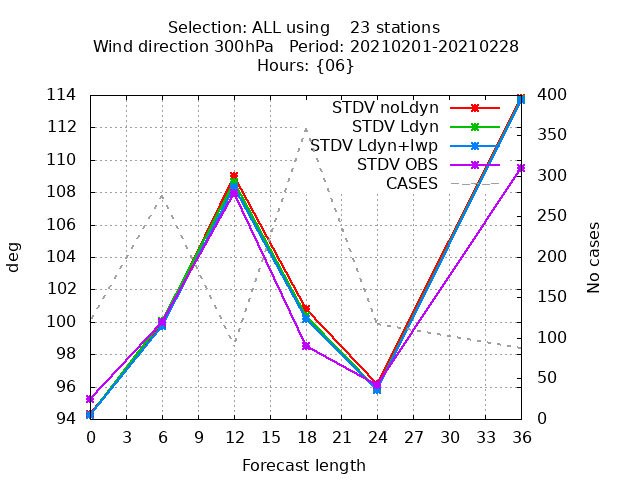 Selection: ALL using    23 stations
Wind direction 300hPa   Period: 20210201-20210228
Hours: {06}
114
112
110
108
106
104
102
100
98
96
94
deg
STDV noLdyn
STDV Ldyn
STDV Ldyn+lwp
STDV OBS
CASES
400
350
300
250
200
150
100
50
0
No cases
0 3 6 9 12 15 18 21 24 27 30 33 36
Forecast length